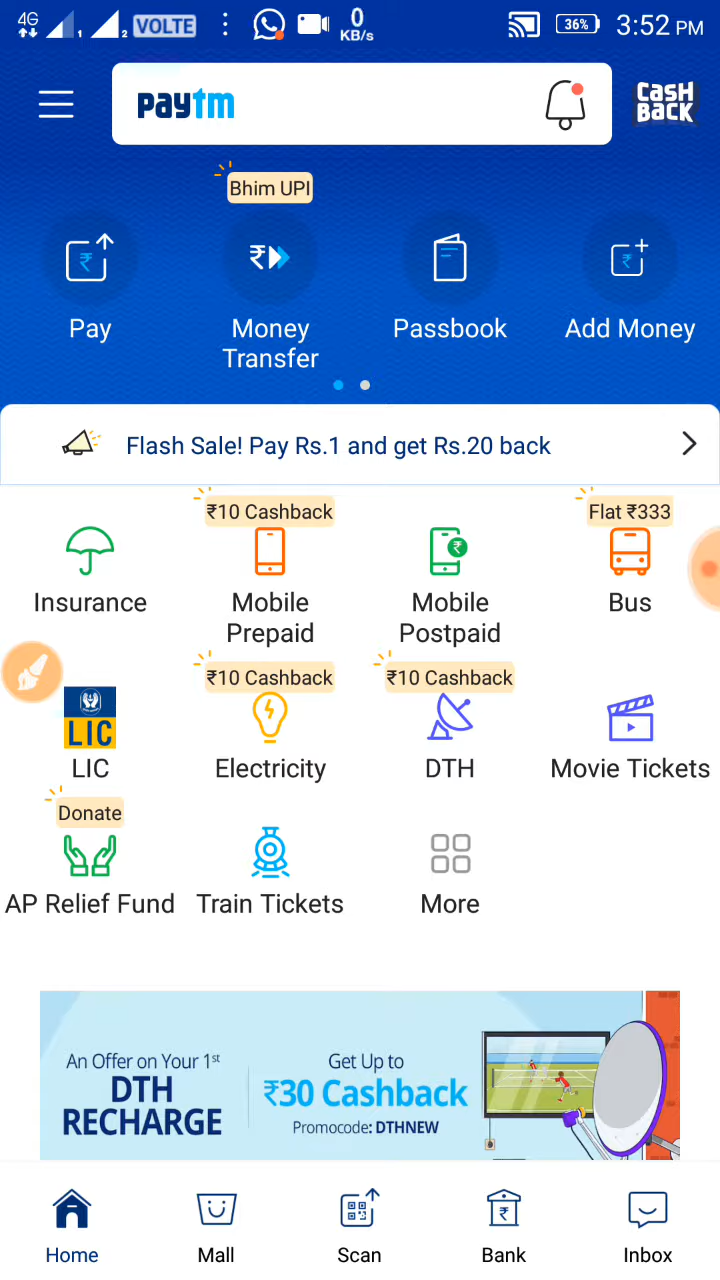 4G 1 2 VOLTE 0 KB/s 36% 3:52 PM
paytm
CASH BACK
Bhim UPI
Pay
Money Transfer
Passbook
Add Money
Flash Sale! Pay Rs.1 and get Rs.20 back
Insurance
₹10 Cashback
Mobile Prepaid
Mobile Postpaid
Flat ₹333
Bus
LIC
LIC
₹10 Cashback
Electricity
₹10 Cashback
DTH
Movie Tickets
Donate
AP Relief Fund
Train Tickets
More
An Offer on Your 1st
DTH
RECHARGE
Get Up to
₹30 Cashback
Promocode: DTHNEW
Home
Mall
Scan
Bank
Inbox